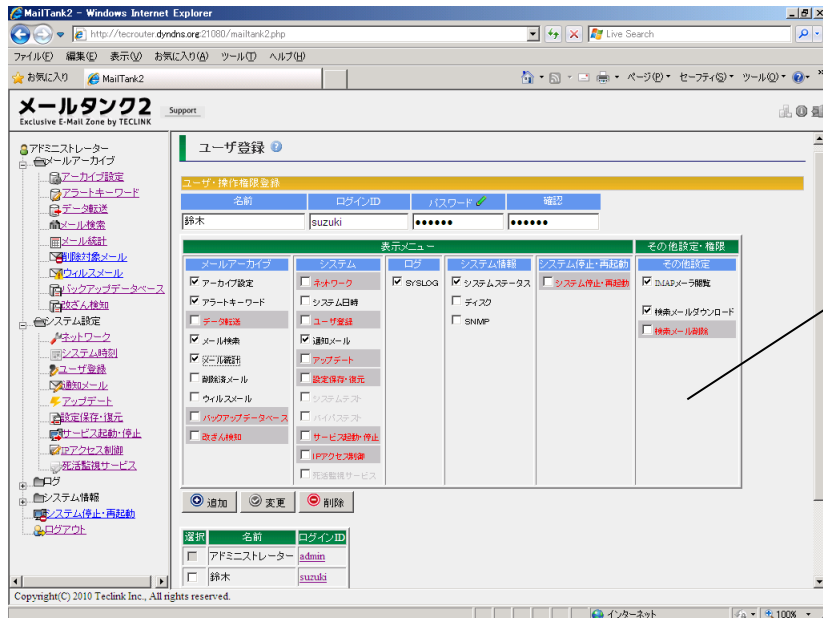 MailTank2 - Windows Internet Explorer
http://tecrouter.dyndns.org:21080/mailtank2.php
Live Search
ファイル(F) 編集(E) 表示(V) お気に入り(A) ツール(T) ヘルプ(H)
お気に入り MailTank2 ページ(P) セーフティ(S) ツール(O)
メールタンク2 Support
Exclusive E-Mail Zone by TECLINK
アドミニストレーター
メールアーカイブ
アーカイブ設定
アラートキーワード
データ転送
メール検索
メール統計
削除対象メール
ウィルスメール
バックアップデータベース
改ざん検知
システム設定
ネットワーク
システム時刻
ユーザ登録
通知メール
アップデート
設定保存・復元
サービス起動・停止
IPアクセス制御
死活監視サービス
ログ
システム情報
システム停止・再起動
ログアウト
ユーザ登録
ユーザ・操作権限登録
名前 ログインID パスワード 確認
鈴木 suzuki ●●●●●● ●●●●●●
表示メニュー その他設定・権限
メールアーカイブ システム ログ システム情報 システム停止・再起動 その他設定
アーカイブ設定 ネットワーク SYSLOG システムステータス システム停止・再起動 IMAPメーラ閲覧
アラートキーワード システム日時 ディスク 検索メールダウンロード
データ転送 ユーザ登録 SNMP 検索メール削除
メール検索 通知メール
メール統計 アップデート
削除済メール 設定保存・復元
ウィルスメール システムテスト
バックアップデータベース バイパステスト
改ざん検知 サービス起動・停止
IPアクセス制御
死活監視サービス
追加 変更 削除
選択 名前 ログインID
アドミニストレーター admin
鈴木 suzuki
Copyright(C) 2010 Teclink Inc., All rights reserved.
インターネット 100%